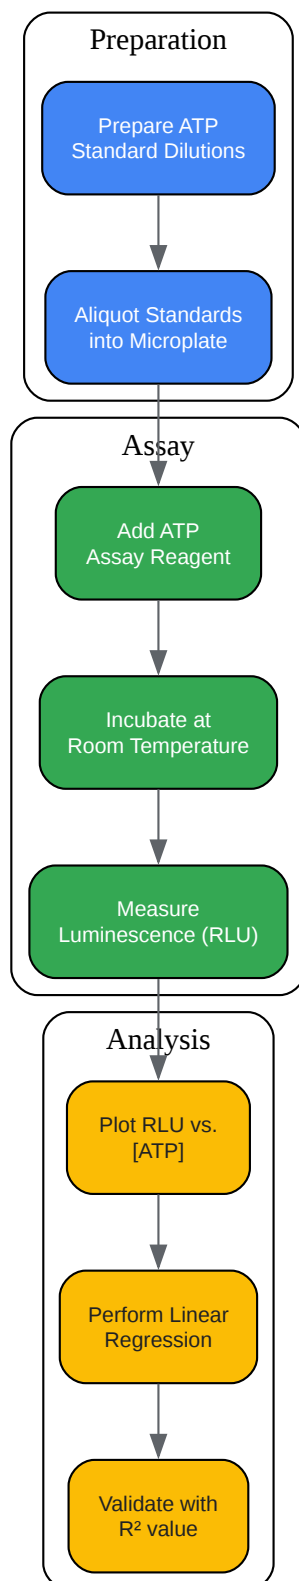 Preparation
Prepare ATP
Standard Dilutions
Aliquot Standards
into Microplate
Assay
Add ATP
Assay Reagent
Incubate at
Room Temperature
Measure
Luminescence (RLU)
Analysis
Plot RLU vs.
[ATP]
Perform Linear
Regression
Validate with
R² value